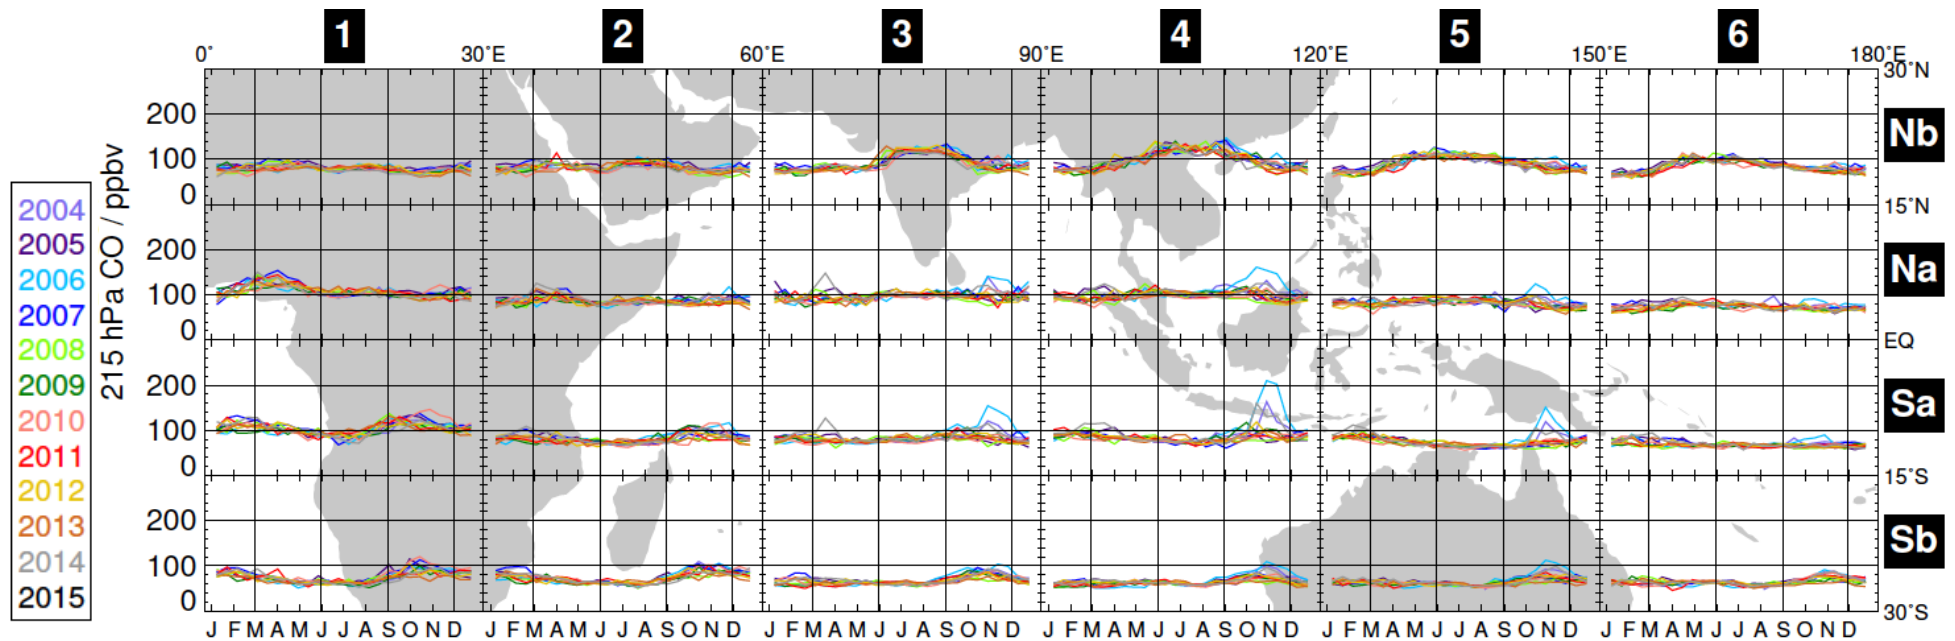 1 2 3 4 5 6
0° 30°E 60°E 90°E 120°E 150°E 180°E
30°N
200
100
0
Nb
15°N
200
100
0
Na
EQ
200
100
0
Sa
15°S
200
100
0
Sb
30°S
215 hPa CO / ppbv
2004
2005
2006
2007
2008
2009
2010
2011
2012
2013
2014
2015
J F M A M J J A S O N D J F M A M J J A S O N D J F M A M J J A S O N D J F M A M J J A S O N D J F M A M J J A S O N D J F M A M J J A S O N D